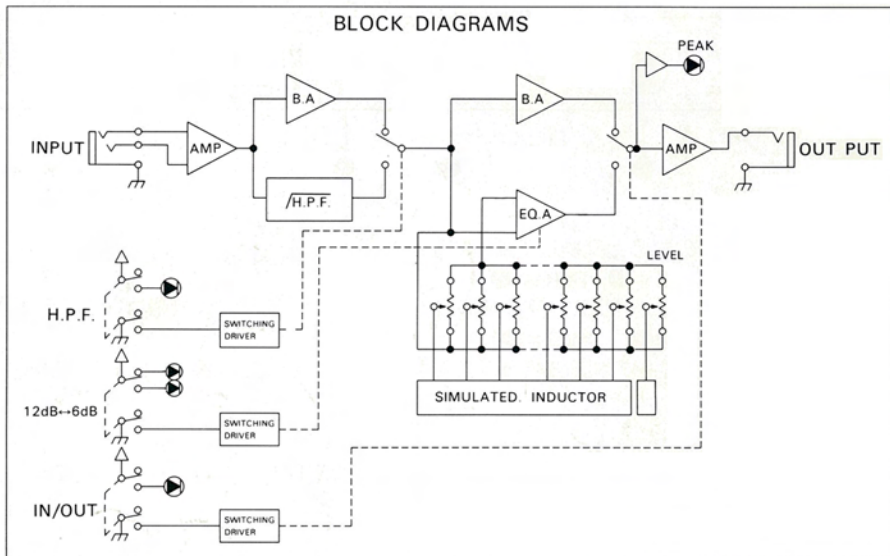 BLOCK DIAGRAMS
PEAK
B.A
B.A
INPUT
AMP
AMP
OUT PUT
H.P.F.
EQ.A
LEVEL
H.P.F.
SWITCHING
DRIVER
SIMULATED. INDUCTOR
12dB↔6dB
SWITCHING
DRIVER
IN/OUT
SWITCHING
DRIVER